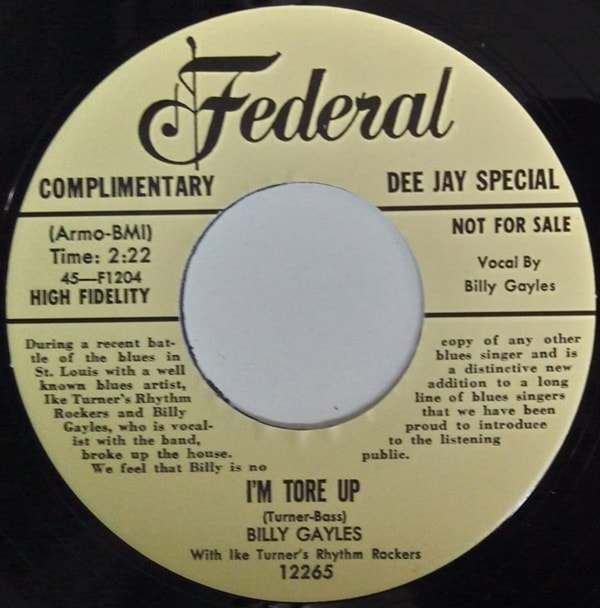 Federal
COMPLIMENTARY
DEE JAY SPECIAL
(Armo-BMI)
Time: 2:22
45—F1204
HIGH FIDELITY
NOT FOR SALE
Vocal By
Billy Gayles
During a recent bat-
tle of the blues in
St. Louis with a well
known blues artist,
Ike Turner's Rhythm
Rockers and Billy
Gayles, who is vocal-
ist with the band,
broke up the house.
We feel that Billy is no
copy of any other
blues singer and is
a distinctive new
addition to a long
line of blues singers
that we have been
proud to introduce
to the listening
public.
I'M TORE UP
(Turner-Bass)
BILLY GAYLES
With Ike Turner's Rhythm Rockers
12265